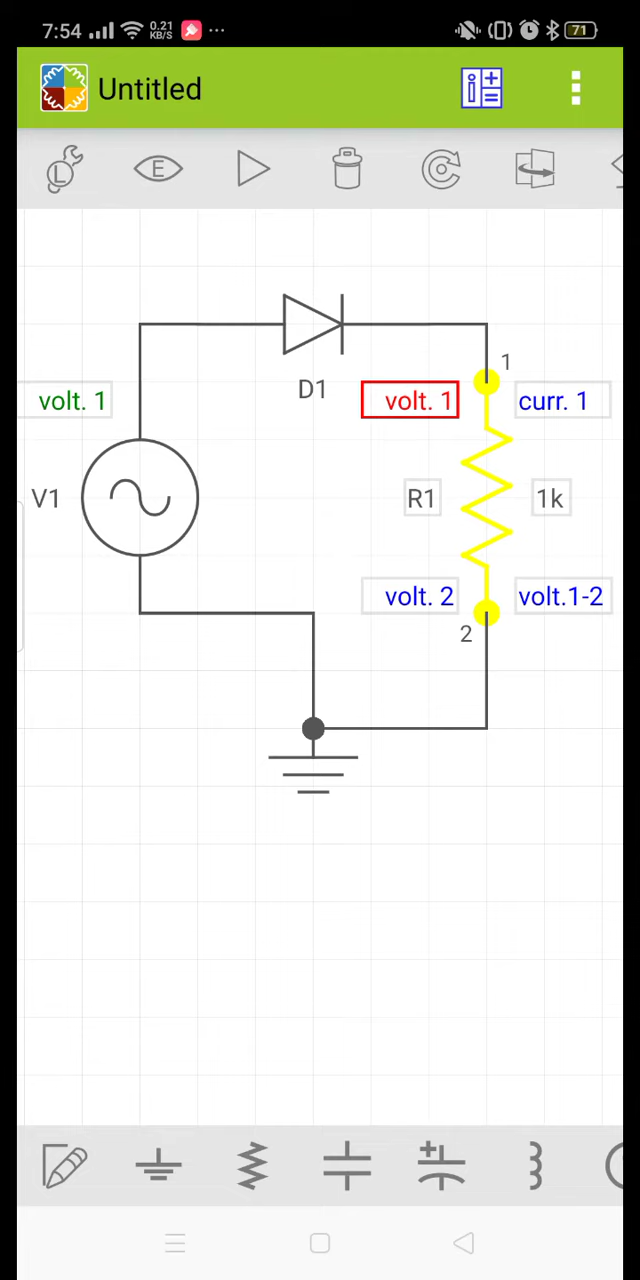 7:54 0.21 KB/S ... 71
Untitled
L E
1
D1
volt. 1 volt. 1 curr. 1
V1 R1 1k
volt. 2 volt.1-2
2